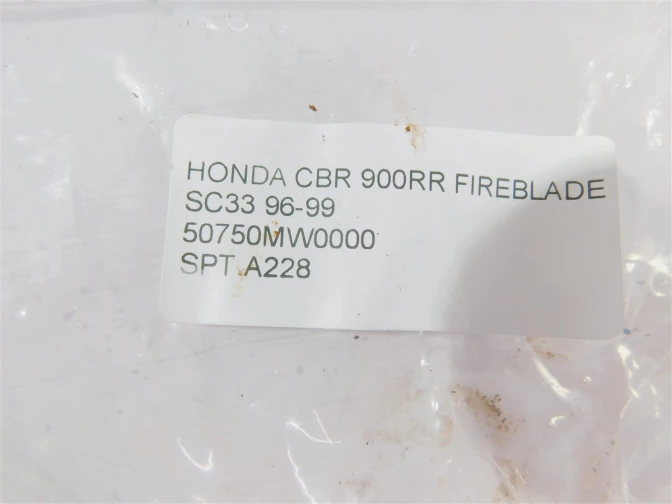 HONDA CBR 900RR FIREBLADE
SC33 96-99
50750MW0000
SPT A228